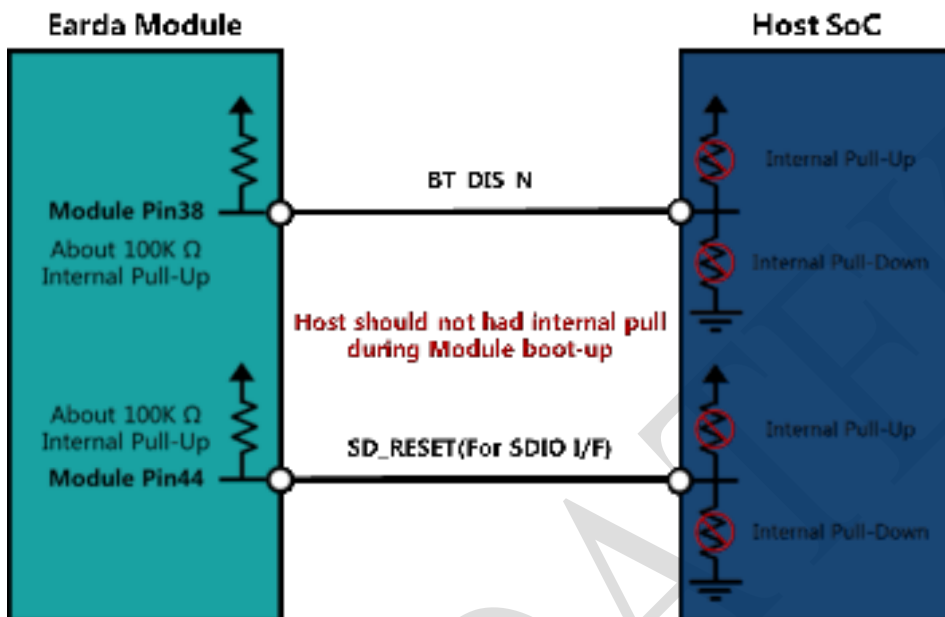 Earda Module
Host SoC
Internal Pull-Up
BT_DIS_N
Module Pin38
About 100K Ω
Internal Pull-Up
Internal Pull-Down
Host should not had internal pull
during Module boot-up
About 100K Ω
Internal Pull-Up
Internal Pull-Up
SD_RESET(For SDIO I/F)
Module Pin44
Internal Pull-Down